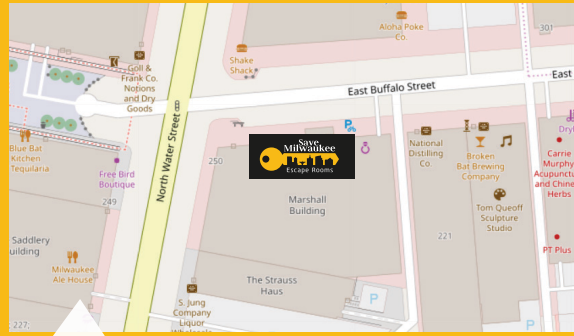 Aloha Poke
Co.
301
Shake
Shack
Goll &
Frank Co.
Notions
and Dry
Goods
East Buffalo Street
East
North Water Street
Save
Milwaukee
Escape Rooms
250
Blue Bat
Kitchen
Tequilaria
Free Bird
Boutique
249
National
Distilling
Co.
Broken
Bat Brewing
Company
Carrie
Murphy
Acupunctu
and Chine
Herbs
Marshall
Building
Tom Queoff
Sculpture
Studio
221
Saddlery
uilding
PT Plus
Milwaukee
Ale House
The Strauss
Haus
P
S. Jung
Company
Liquor
227
P